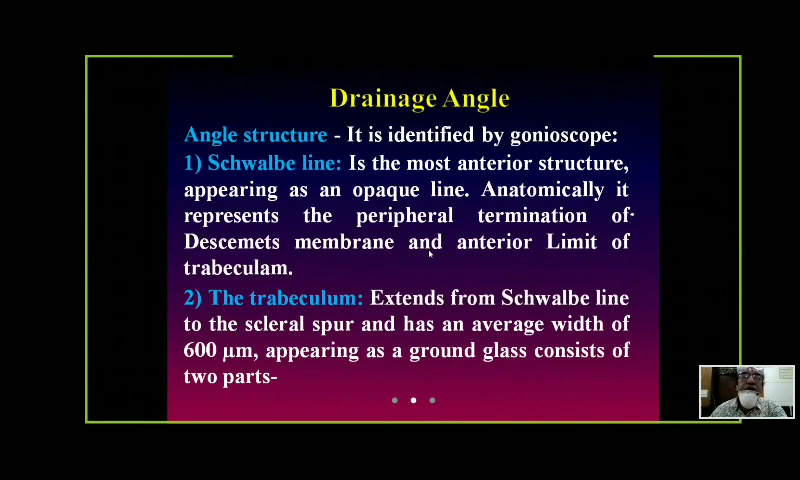 Drainage Angle
Angle structure - It is identified by gonioscope:
1) Schwalbe line: Is the most anterior structure,
appearing as an opaque line. Anatomically it
represents the peripheral termination of
Descemets membrane and anterior Limit of
trabeculam.
2) The trabeculum: Extends from Schwalbe line
to the scleral spur and has an average width of
600 μm, appearing as a ground glass consists of
two parts-